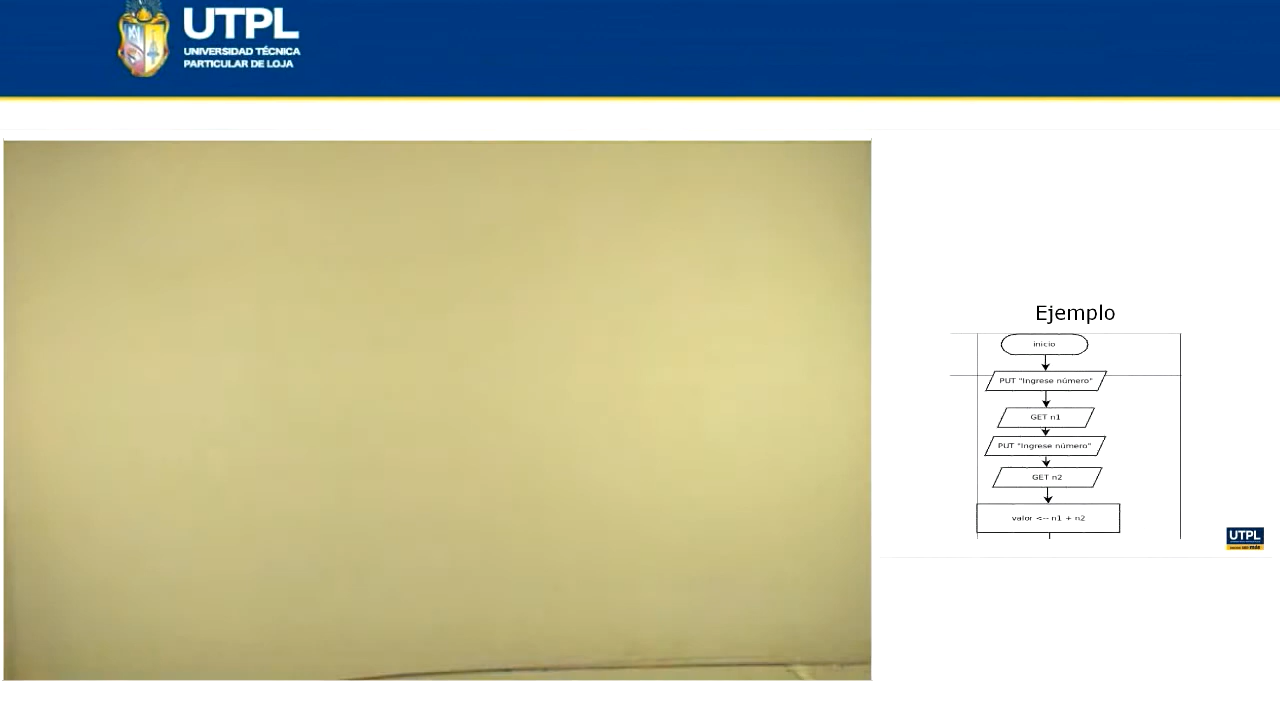 UTPL
UNIVERSIDAD TÉCNICA
PARTICULAR DE LOJA
Ejemplo
inicio
PUT "Ingrese número"
GET n1
PUT "Ingrese número"
GET n2
valor <-- n1 + n2
UTPL